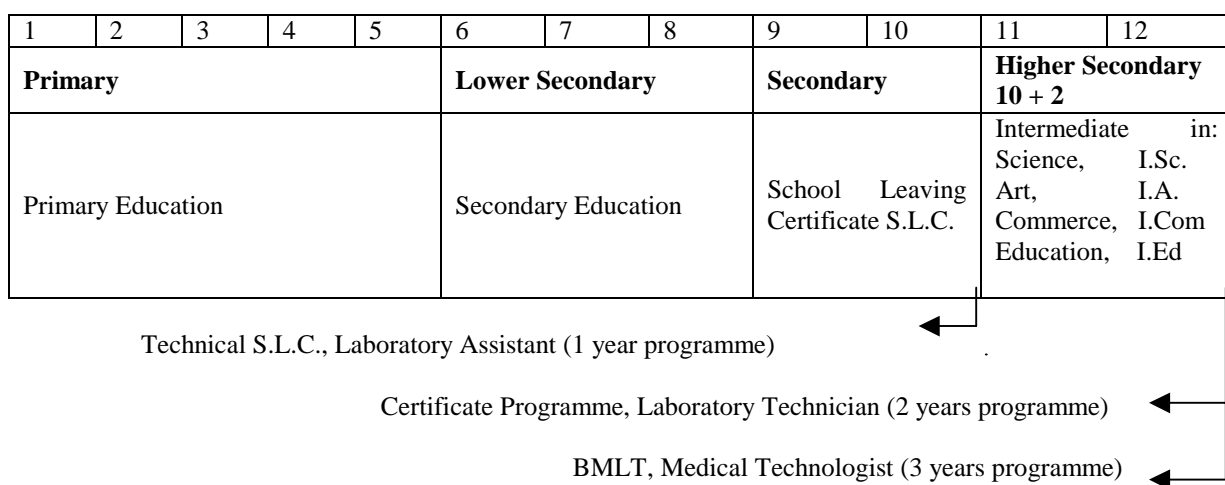 1 2 3 4 5 6 7 8 9 10 11 12
Primary Lower Secondary Secondary Higher Secondary
10 + 2
Primary Education
Secondary Education
School Leaving
Certificate S.L.C.
Intermediate in:
Science, I.Sc.
Art, I.A.
Commerce, I.Com
Education, I.Ed
Technical S.L.C., Laboratory Assistant (1 year programme)
Certificate Programme, Laboratory Technician (2 years programme)
BMLT, Medical Technologist (3 years programme)